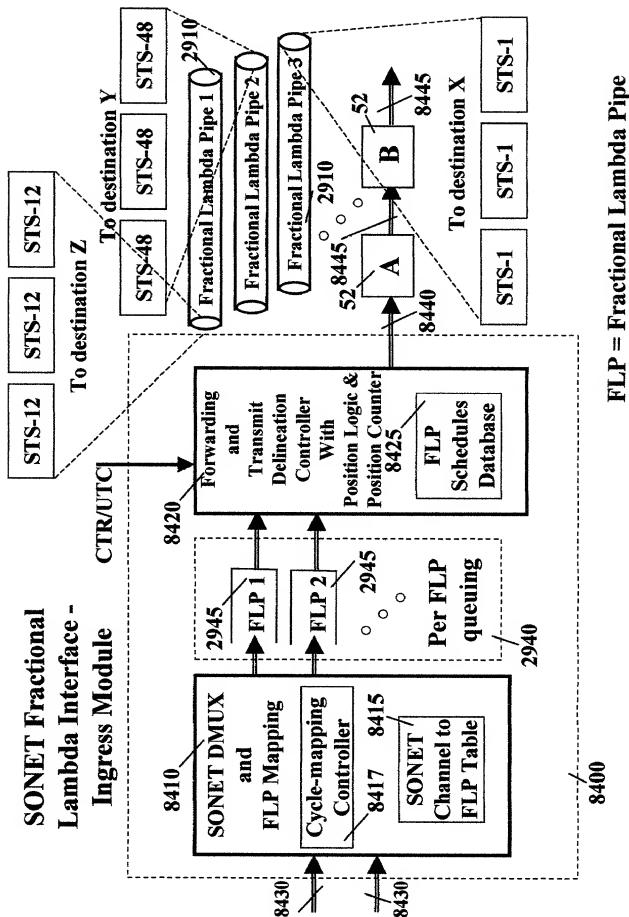 SONET Fractional
Lambda Interface -
Ingress Module
CTR/UTC
STS-12
STS-12
STS-12
To destination Z
To destination Y
STS-48
STS-48
STS-48
Fractional Lambda Pipe 1
2910
Fractional Lambda Pipe 2
Fractional Lambda Pipe 3
2910
8410
SONET DMUX
and
FLP Mapping
Cycle-mapping
Controller
8417
8415
SONET
Channel to
FLP Table
8430
8430
2945
FLP 1
FLP 2
2945
Per FLP
queuing
2940
8420
Forwarding
and
Transmit
Delineation
Controller
With
Position Logic &
Position Counter
8425
FLP
Schedules
Database
8440
52
A
8445
52
B
8445
To destination X
STS-1
STS-1
STS-1
8400
FLP = Fractional Lambda Pipe